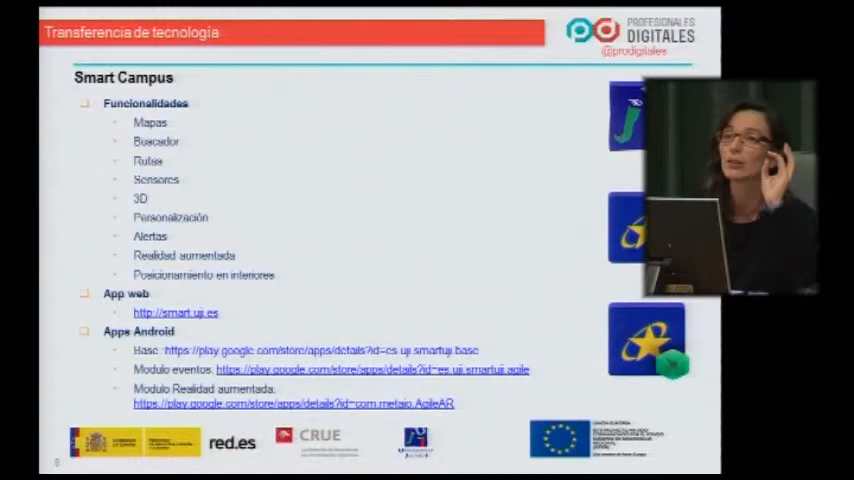 Transferencia de tecnología
PROFESIONALES
DIGITALES
@prodigitales
Smart Campus
Funcionalidades
Mapas
Buscador
Rutas
Sensores
3D
Personalización
Alertas
Realidad aumentada
Posicionamiento en interiores
App web
http://smart.uji.es
Apps Android
Base: https://play.google.com/store/apps/details?id=es.uji.smartuji.base
Modulo eventos: https://play.google.com/store/apps/details?id=es.uji.smartuji.agile
Modulo Realidad aumentada:
https://play.google.com/store/apps/details?id=com.metaio.AgileAR
red.es
CRUE
8